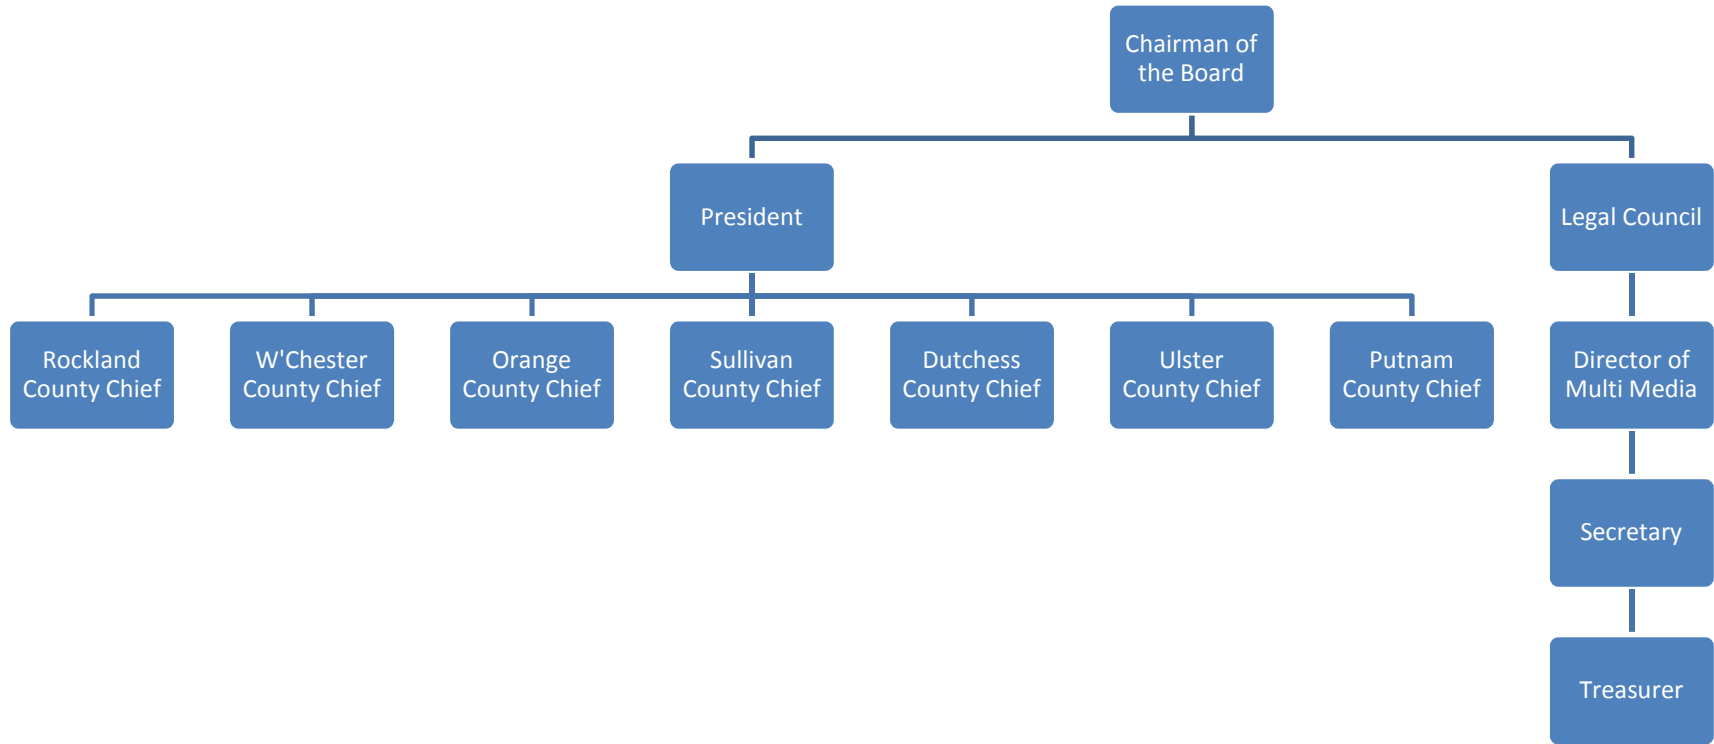 Chairman of
the Board
President
Legal Council
Rockland
County Chief
W'Chester
County Chief
Orange
County Chief
Sullivan
County Chief
Dutchess
County Chief
Ulster
County Chief
Putnam
County Chief
Director of
Multi Media
Secretary
Treasurer